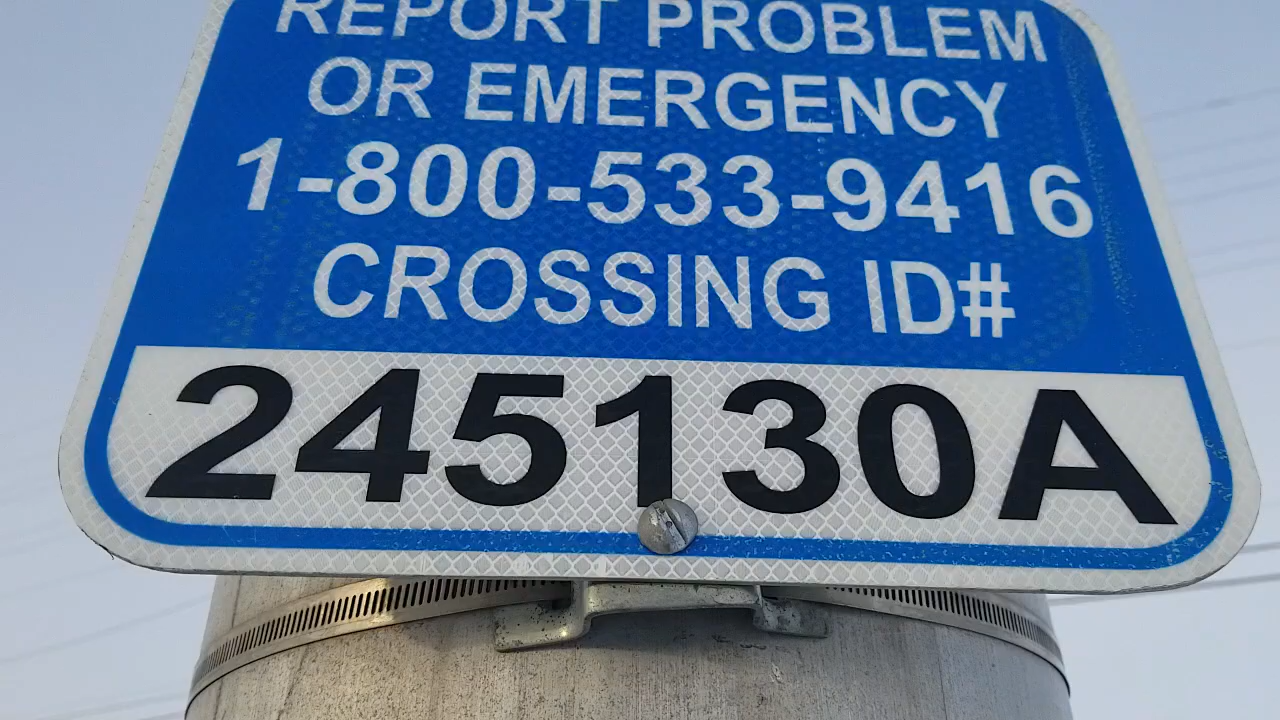 REPORT PROBLEM
OR EMERGENCY
1-800-533-9416
CROSSING ID#
245130A